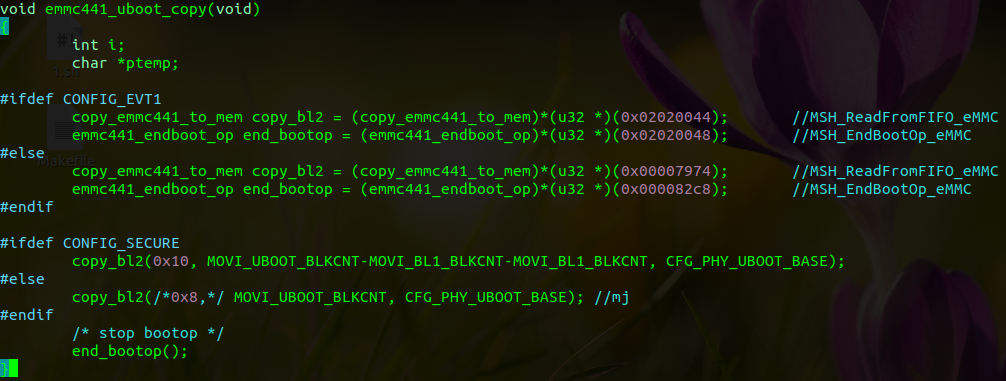 void emmc441_uboot_copy(void)
{
        int i;
        char *ptemp;

#ifdef CONFIG_EVT1
        copy_emmc441_to_mem copy_bl2 = (copy_emmc441_to_mem)*(u32 *)(0x02020044);       //MSH_ReadFromFIFO_eMMC
        emmc441_endboot_op end_bootop = (emmc441_endboot_op)*(u32 *)(0x02020048);       //MSH_EndBootOp_eMMC
#else
        copy_emmc441_to_mem copy_bl2 = (copy_emmc441_to_mem)*(u32 *)(0x00007974);       //MSH_ReadFromFIFO_eMMC
        emmc441_endboot_op end_bootop = (emmc441_endboot_op)*(u32 *)(0x000082c8);       //MSH_EndBootOp_eMMC
#endif

#ifdef CONFIG_SECURE
        copy_bl2(0x10, MOVI_UBOOT_BLKCNT-MOVI_BL1_BLKCNT-MOVI_BL1_BLKCNT, CFG_PHY_UBOOT_BASE);
#else
        copy_bl2(/*0x8,*/ MOVI_UBOOT_BLKCNT, CFG_PHY_UBOOT_BASE); //mj
#endif
        /* stop bootop */
        end_bootop();
}
makefile